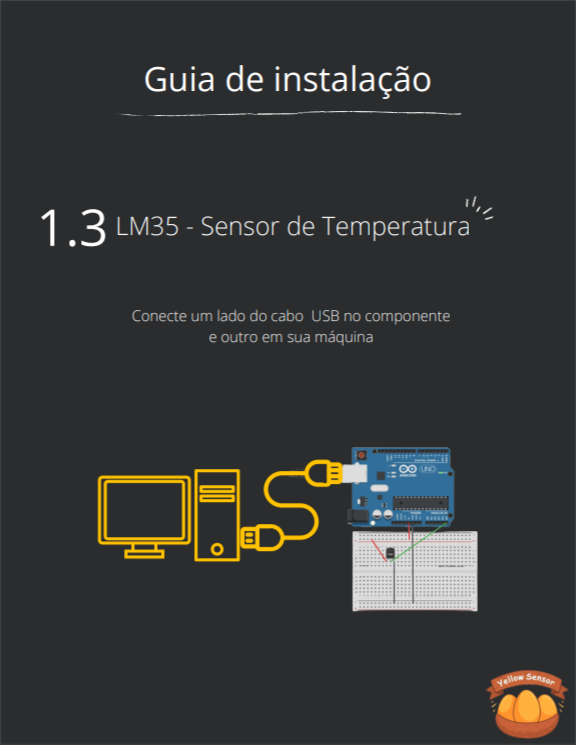 Guia de instalação
1.3 LM35 - Sensor de Temperatura
Conecte um lado do cabo  USB no componente
e outro em sua máquina
UNO
Yellow Sensor